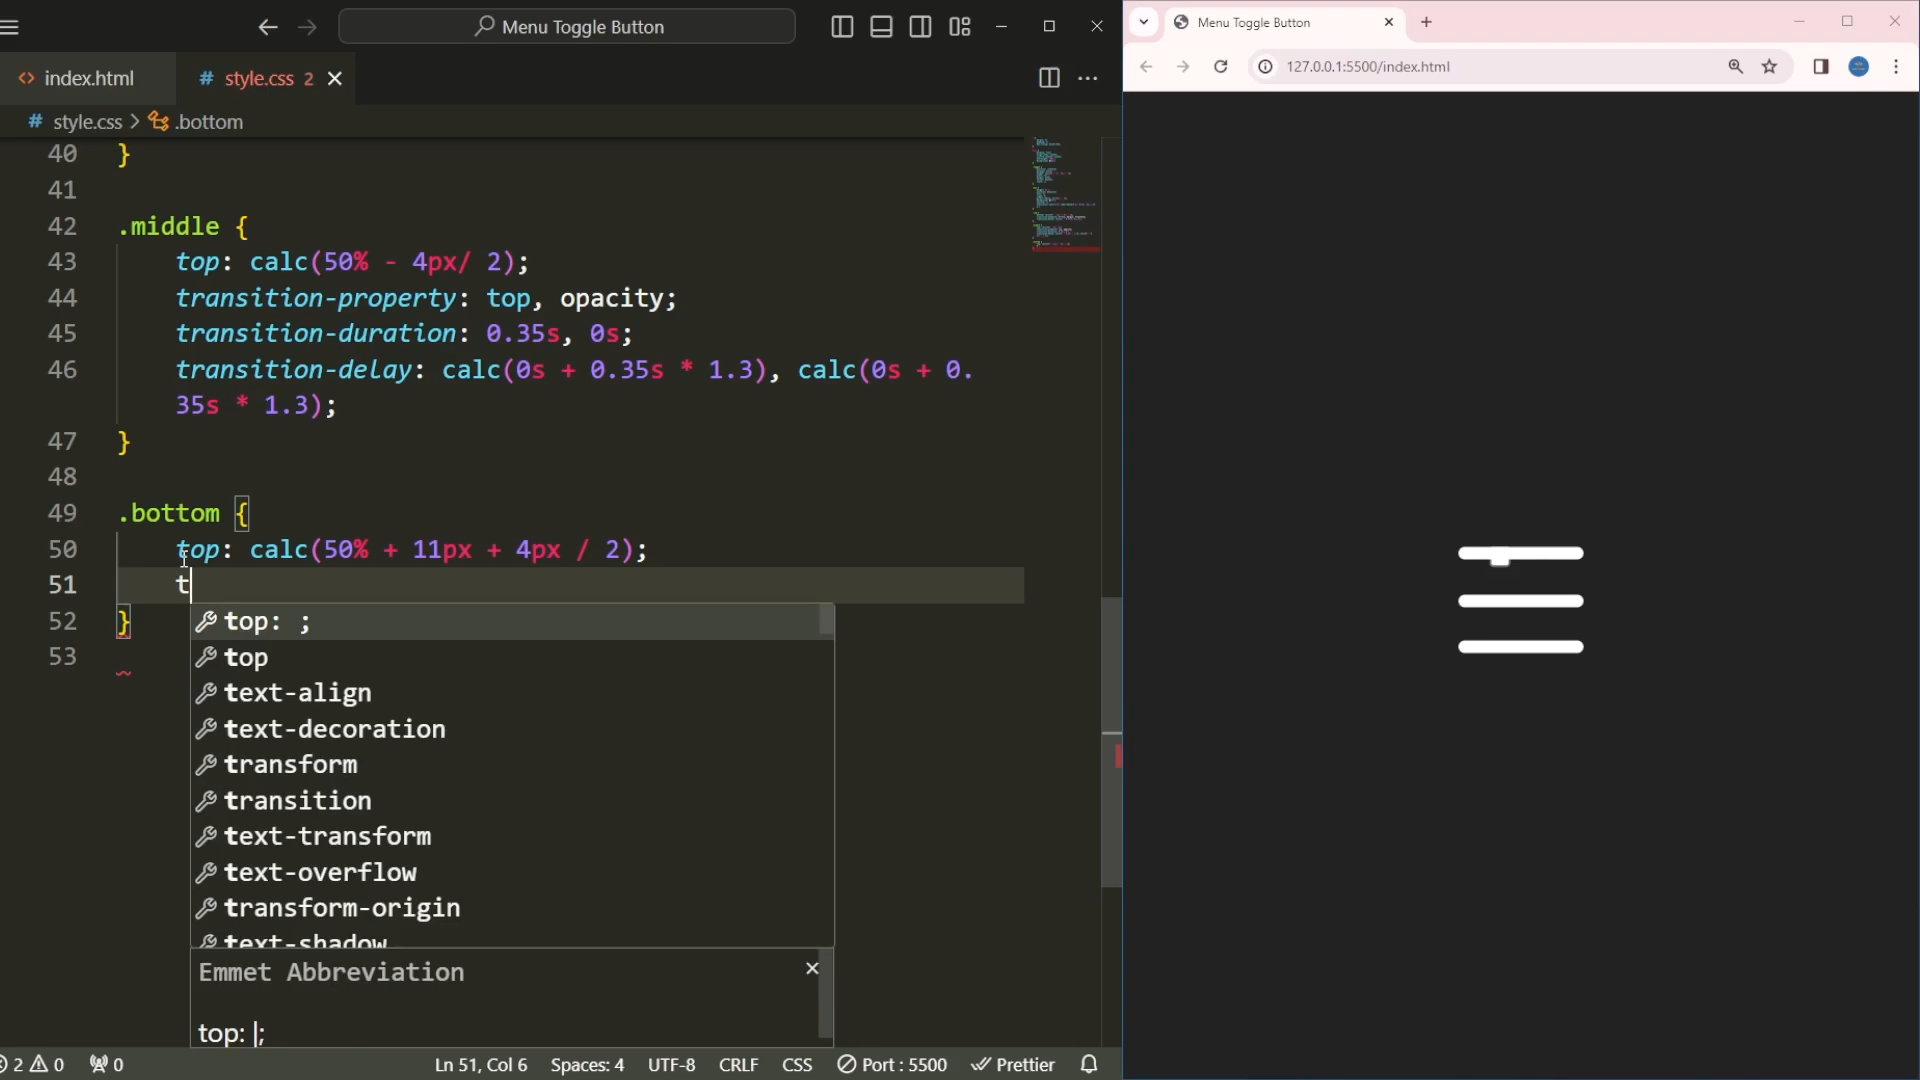 Menu Toggle Button
index.html
style.css 2
style.css > .bottom
40 }
41
42 .middle {
43 top: calc(50% - 4px/ 2);
44 transition-property: top, opacity;
45 transition-duration: 0.35s, 0s;
46 transition-delay: calc(0s + 0.35s * 1.3), calc(0s + 0.
35s * 1.3);
47 }
48
49 .bottom {
50 top: calc(50% + 11px + 4px / 2);
51 t
52 }
53
top: ;
top
text-align
text-decoration
transform
transition
text-transform
text-overflow
transform-origin
text-shadow
Emmet Abbreviation
top: |;
2 0 0 Ln 51, Col 6 Spaces: 4 UTF-8 CRLF CSS Port : 5500 Prettier
Menu Toggle Button
127.0.0.1:5500/index.html